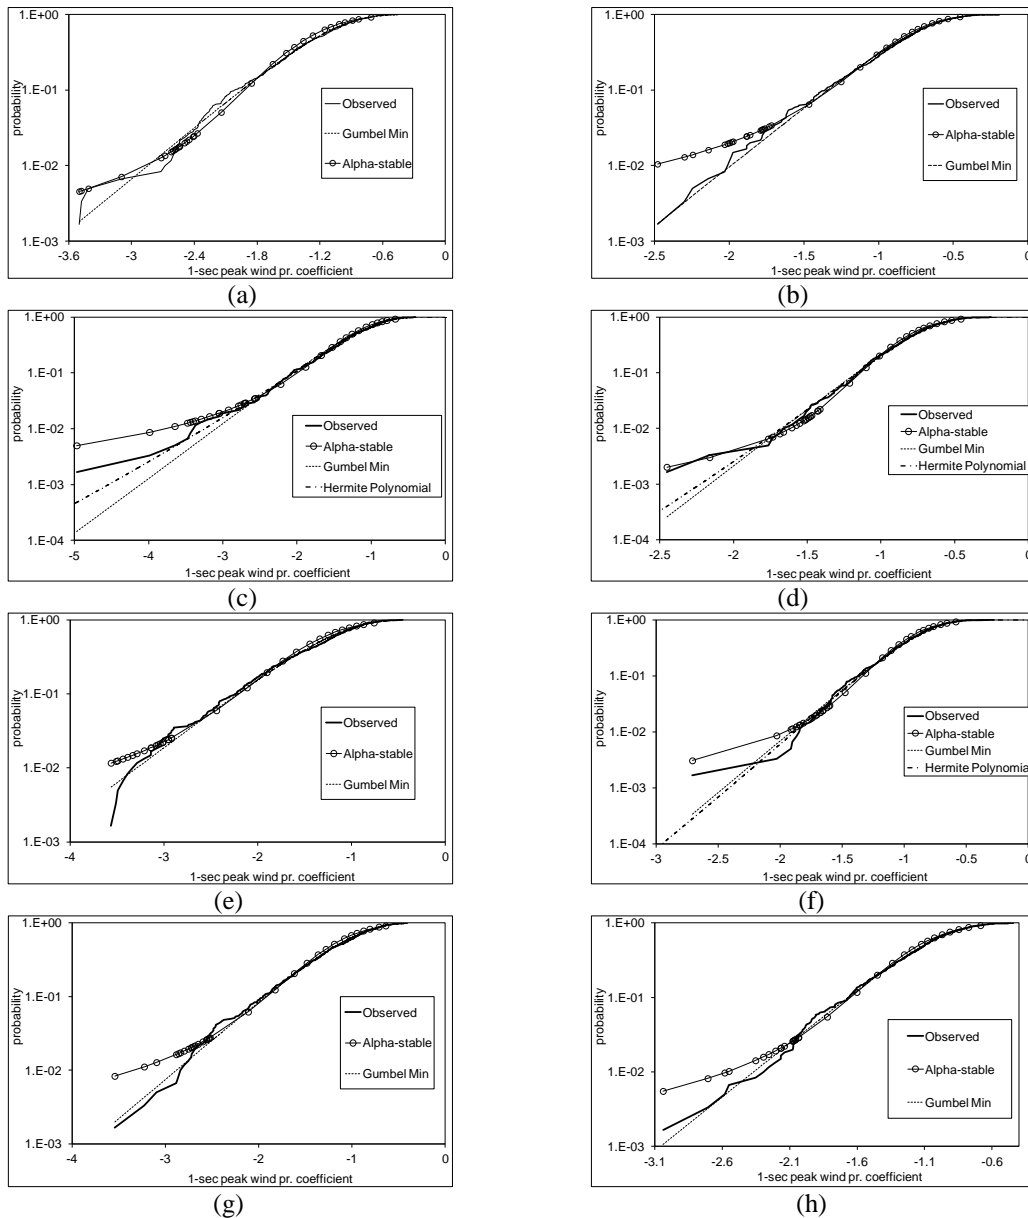 1.E+00
1.E-01
1.E-02
1.E-03
probability
-3.6 -3 -2.4 -1.8 -1.2 -0.6 0
1-sec peak wind pr. coefficient
Observed
Gumbel Min
Alpha-stable
(a)
1.E+00
1.E-01
1.E-02
1.E-03
probability
-2.5 -2 -1.5 -1 -0.5 0
1-sec peak wind pr. coefficient
Observed
Alpha-stable
Gumbel Min
(b)
1.E+00
1.E-01
1.E-02
1.E-03
1.E-04
probability
-5 -4 -3 -2 -1 0
1-sec peak wind pr. coefficient
Observed
Alpha-stable
Gumbel Min
Hermite Polynomial
(c)
1.E+00
1.E-01
1.E-02
1.E-03
1.E-04
probability
-2.5 -2 -1.5 -1 -0.5 0
1-sec peak wind pr. coefficient
Observed
Alpha-stable
Gumbel Min
Hermite Polynomial
(d)
1.E+00
1.E-01
1.E-02
1.E-03
probability
-4 -3 -2 -1 0
1-sec peak wind pr. coefficient
Observed
Alpha-stable
Gumbel Min
(e)
1.E+00
1.E-01
1.E-02
1.E-03
1.E-04
probability
-3 -2.5 -2 -1.5 -1 -0.5 0
1-sec peak wind pr. coefficient
Observed
Alpha-stable
Gumbel Min
Hermite Polynomial
(f)
1.E+00
1.E-01
1.E-02
1.E-03
probability
-4 -3 -2 -1 0
1-sec peak wind pr. coefficient
Observed
Alpha-stable
Gumbel Min
(g)
1.E+00
1.E-01
1.E-02
1.E-03
probability
-3.1 -2.6 -2.1 -1.6 -1.1 -0.6
1-sec peak wind pr. coefficient
Observed
Alpha-stable
Gumbel Min
(h)